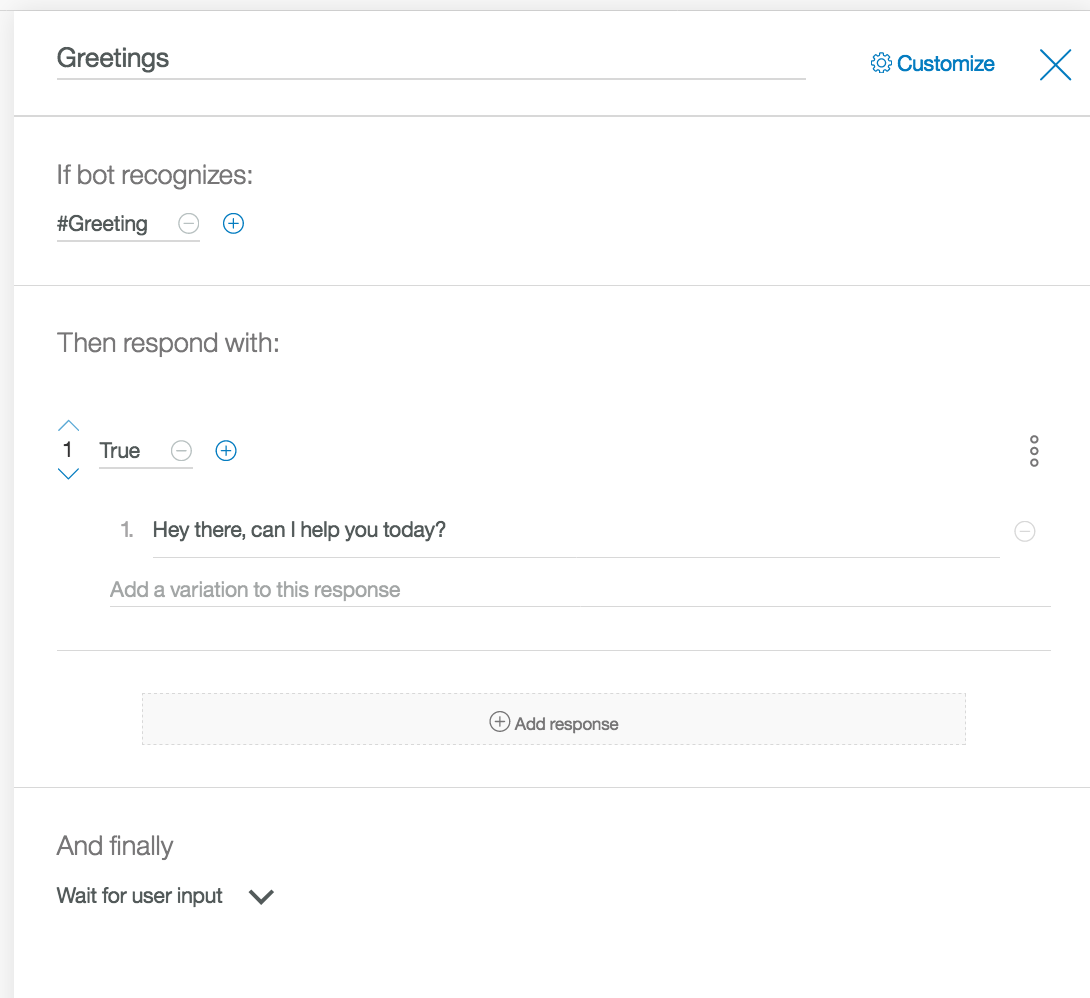 Greetings
Customize
If bot recognizes:
#Greeting
Then respond with:
1 True
1. Hey there, can I help you today?
Add a variation to this response
Add response
And finally
Wait for user input